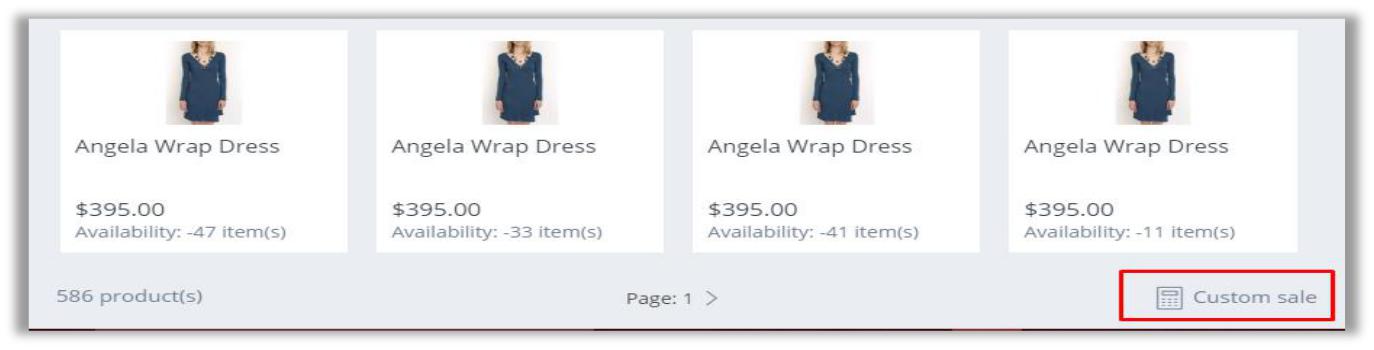 Angela Wrap Dress Angela Wrap Dress Angela Wrap Dress Angela Wrap Dress
$395.00 $395.00 $395.00 $395.00
Availability: -47 item(s) Availability: -33 item(s) Availability: -41 item(s) Availability: -11 item(s)
586 product(s) Page: 1 > Custom sale